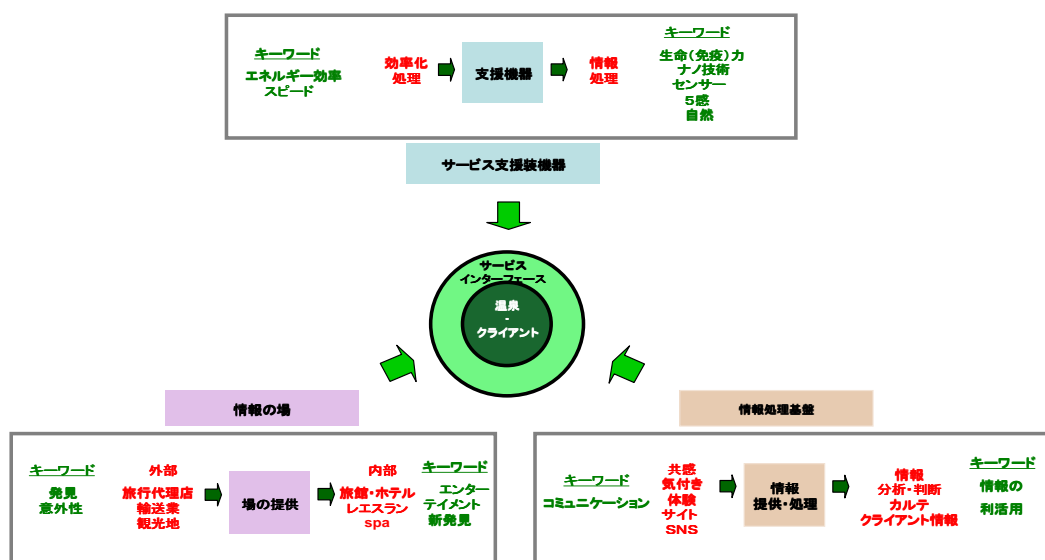 キーワード
エネルギー効率
スピード
効率化
処理
支援機器
情報
処理
キーワード
生命(免疫)力
ナノ技術
センサー
5感
自然
サービス支援装機器
サービス
インターフェース
温泉
-
クライアント
情報の場
キーワード
発見
意外性
外部
旅行代理店
輸送業
観光地
場の提供
内部
旅館・ホテル
レエスラン
spa
キーワード
エンター
テイメント
新発見
情報処理基盤
キーワード
コミュニケーション
共感
気付き
体験
サイト
SNS
情報
提供・処理
情報
分析・判断
カルテ
クライアント情報
キーワード
情報の
利活用